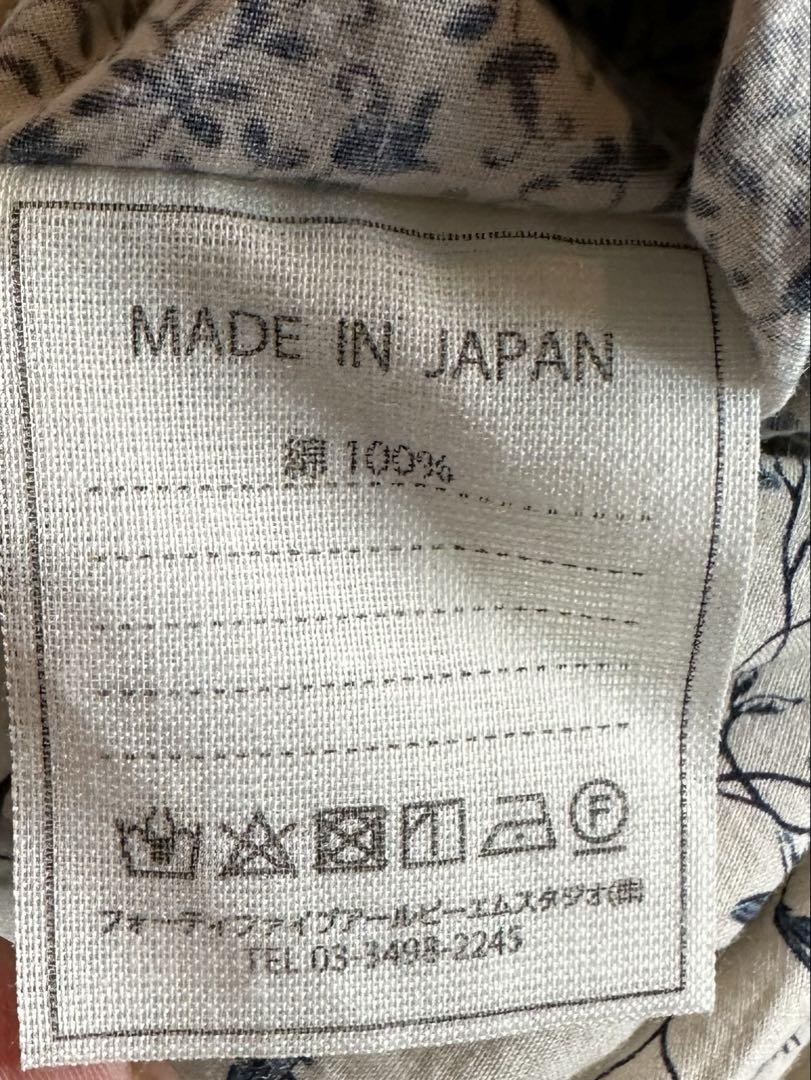 MADE IN JAPAN
綿 100%
F
フォーティファイブアールピーエムスタジオ㈱
TEL 03-3498-2245